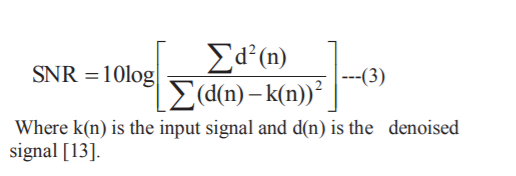 SNR = 10log[ ∑d²(n) / ∑(d(n) – k(n))² ] ---(3)
Where k(n) is the input signal and d(n) is the denoised
signal [13].